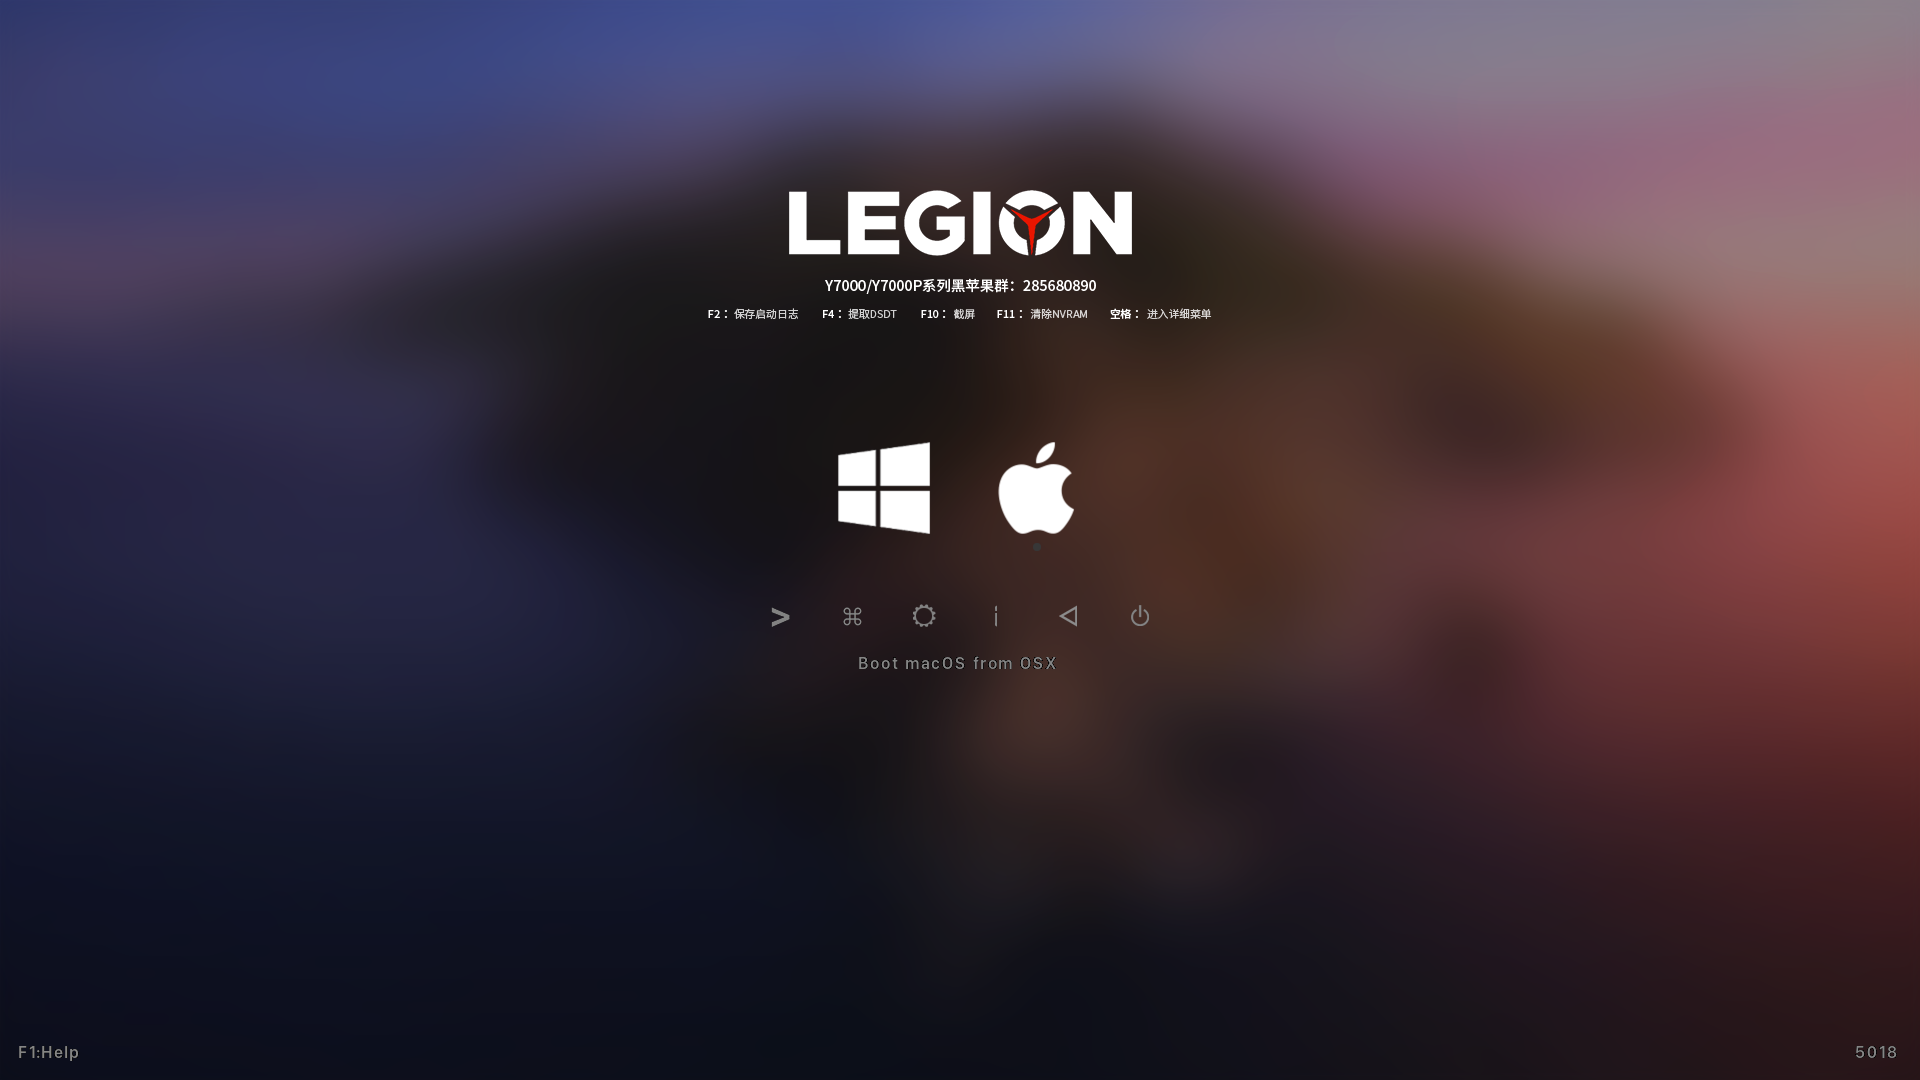 LEGION
Y7000/Y7000P系列黑苹果群：285680890
F2： 保存启动日志 F4： 提取DSDT F10： 截屏 F11： 清除NVRAM 空格： 进入详细菜单
Boot macOS from OSX
F1:Help
5018